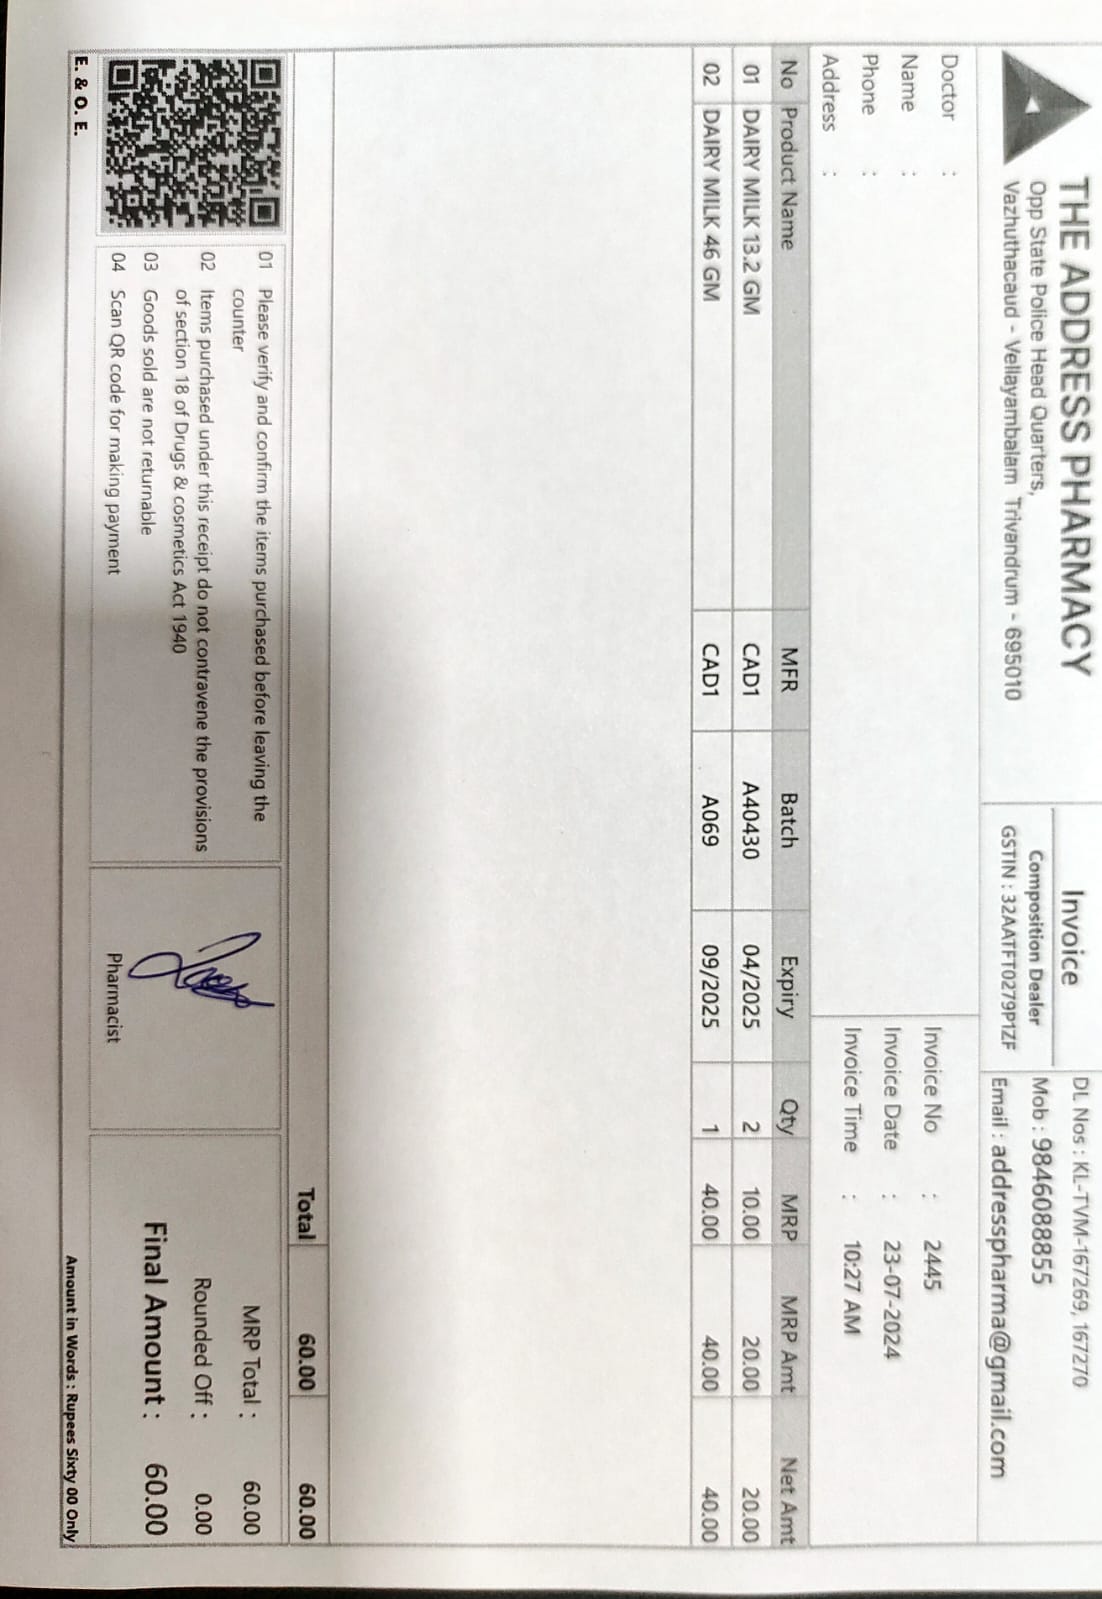 THE ADDRESS PHARMACY
Opp State Police Head Quarters,
Vazhuthacaud - Vellayambalam Trivandrum - 695010
Invoice
Composition Dealer
GSTIN : 32AATFT0279P1ZF
DL Nos : KL-TVM-167269, 167270
Mob : 9846088855
Email : addresspharma@gmail.com
Doctor :
Name :
Phone :
Address :
Invoice No : 2445
Invoice Date : 23-07-2024
Invoice Time : 10:27 AM
No Product Name MFR Batch Expiry Qty MRP MRP Amt Net Amt
01 DAIRY MILK 13.2 GM CAD1 A40430 04/2025 2 10.00 20.00 20.00
02 DAIRY MILK 46 GM CAD1 A069 09/2025 1 40.00 40.00 40.00
Total 60.00 60.00
01 Please verify and confirm the items purchased before leaving the
counter
02 Items purchased under this receipt do not contravene the provisions
of section 18 of Drugs & cosmetics Act 1940
03 Goods sold are not returnable
04 Scan QR code for making payment
Pharmacist
MRP Total : 60.00
Rounded Off : 0.00
Final Amount : 60.00
E. & O. E.
Amount in Words : Rupees Sixty 00 Only